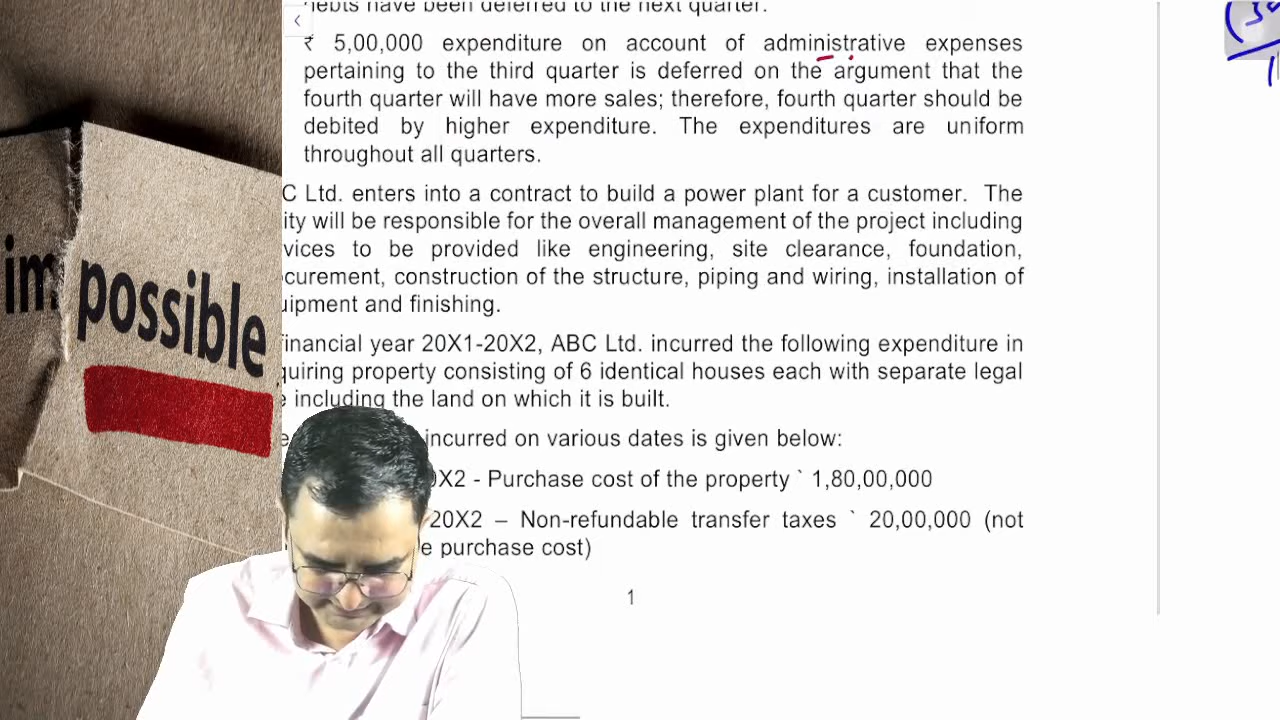 debts have been deferred to the next quarter.
₹ 5,00,000 expenditure on account of administrative expenses
pertaining to the third quarter is deferred on the argument that the
fourth quarter will have more sales; therefore, fourth quarter should be
debited by higher expenditure. The expenditures are uniform
throughout all quarters.
C Ltd. enters into a contract to build a power plant for a customer. The
ity will be responsible for the overall management of the project including
vices to be provided like engineering, site clearance, foundation,
curement, construction of the structure, piping and wiring, installation of
uipment and finishing.
financial year 20X1-20X2, ABC Ltd. incurred the following expenditure in
quiring property consisting of 6 identical houses each with separate legal
e including the land on which it is built.
incurred on various dates is given below:
0X2 - Purchase cost of the property ` 1,80,00,000
20X2 – Non-refundable transfer taxes ` 20,00,000 (not
e purchase cost)
1
im possible